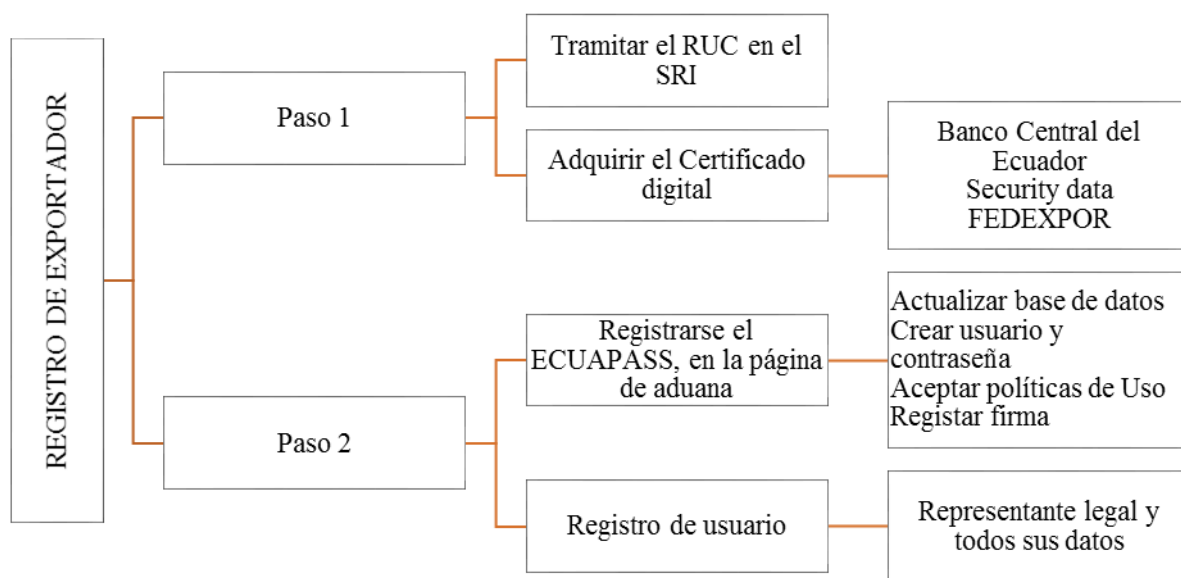 REGISTRO DE EXPORTADOR
Paso 1
Tramitar el RUC en el
SRI
Adquirir el Certificado
digital
Banco Central del
Ecuador
Security data
FEDEXPOR
Paso 2
Registrarse el
ECUAPASS, en la página
de aduana
Actualizar base de datos
Crear usuario y
contraseña
Aceptar políticas de Uso
Registar firma
Registro de usuario
Representante legal y
todos sus datos